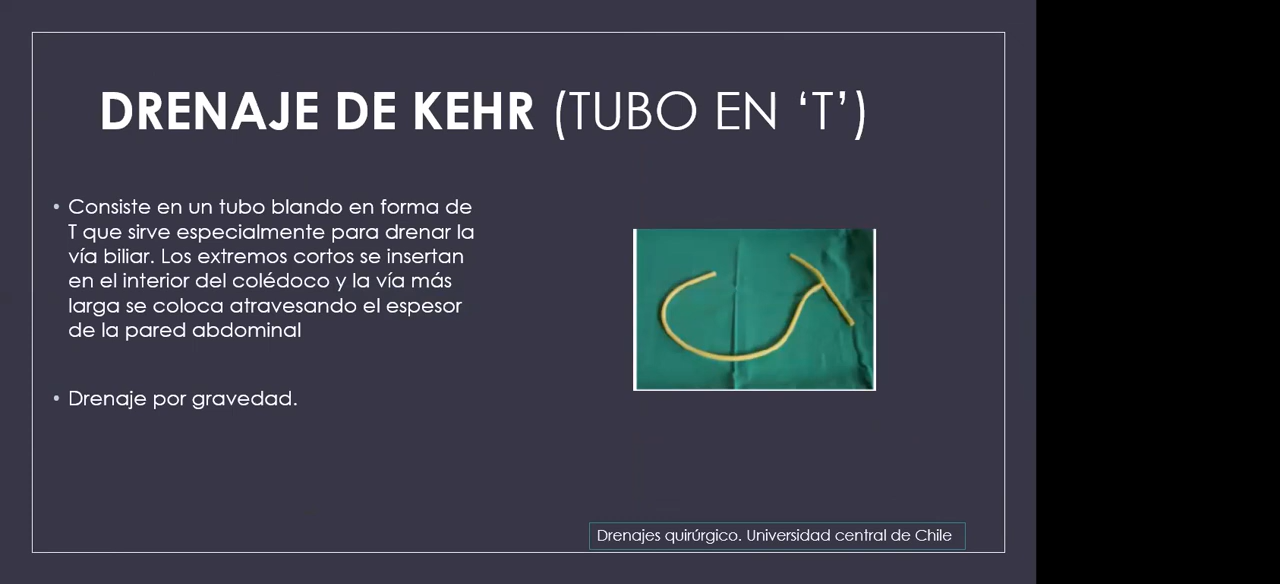 DRENAJE DE KEHR (TUBO EN ‘T’)
• Consiste en un tubo blando en forma de
T que sirve especialmente para drenar la
vía biliar. Los extremos cortos se insertan
en el interior del colédoco y la vía más
larga se coloca atravesando el espesor
de la pared abdominal
• Drenaje por gravedad.
Drenajes quirúrgico. Universidad central de Chile